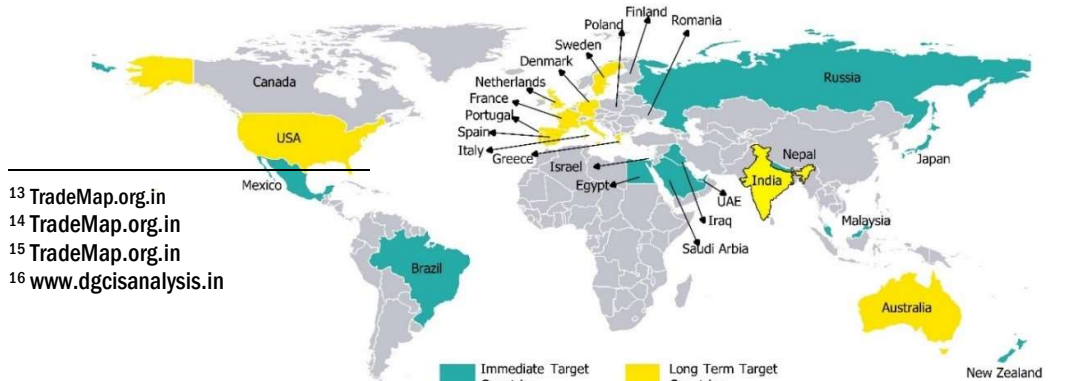 Finland
Poland
Romania
Sweden
Denmark
Canada
Russia
Netherlands
France
Portugal
USA
Spain
Italy
Greece
Israel
Nepal
Japan
Mexico
Egypt
India
UAE
Iraq
Malaysia
Saudi Arbia
13 TradeMap.org.in
14 TradeMap.org.in
15 TradeMap.org.in
16 www.dgcisanalysis.in
Brazil
Australia
Immediate Target
Long Term Target
New Zealand